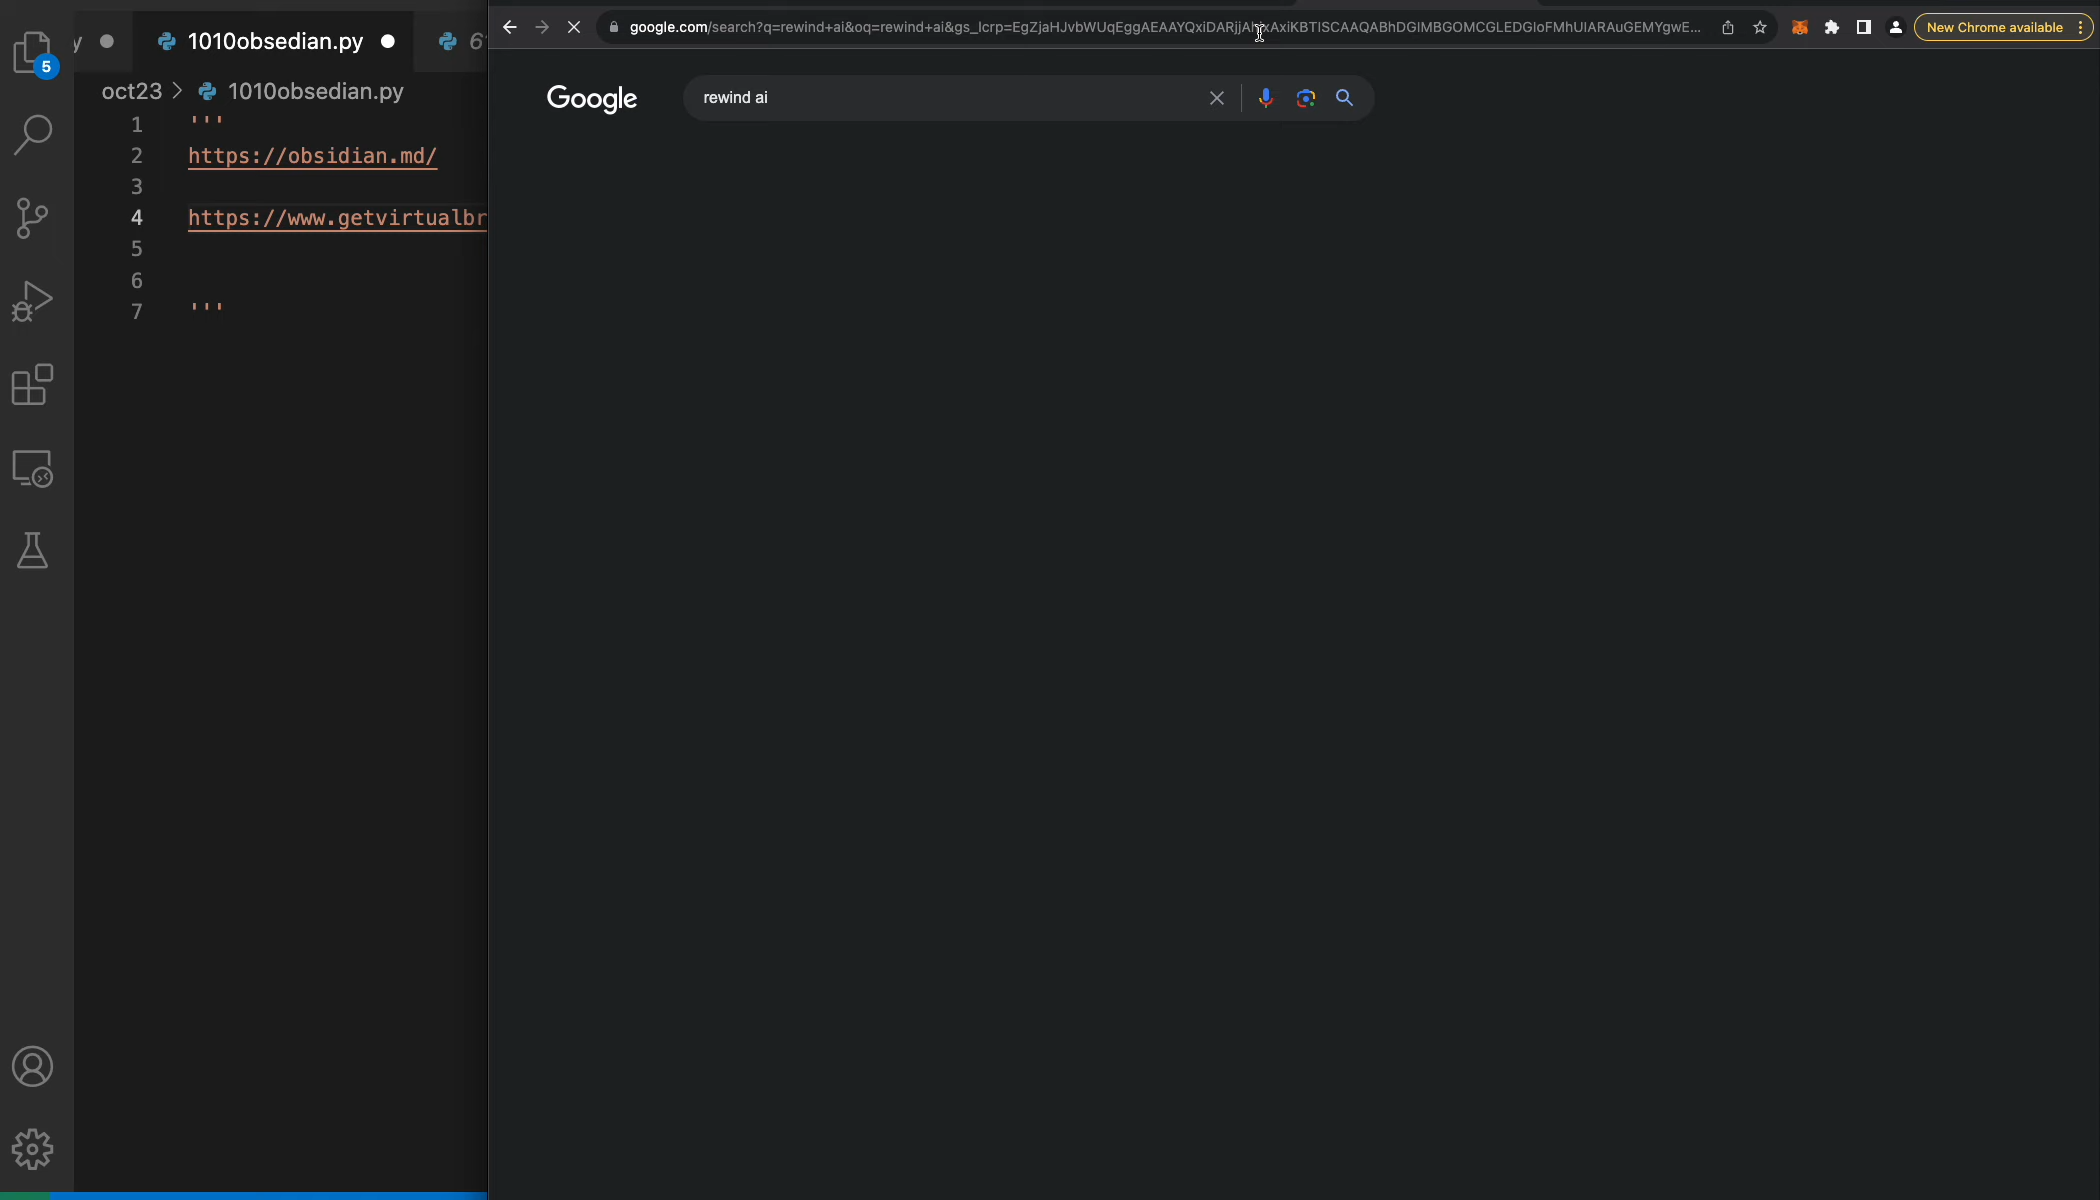 5
y
1010obsedian.py
oct23 > 1010obsedian.py
1 '''
2 https://obsidian.md/
3
4 https://www.getvirtualbr
5
6
7 '''
google.com/search?q=rewind+ai&oq=rewind+ai&gs_lcrp=
New Chrome available
Google
rewind ai